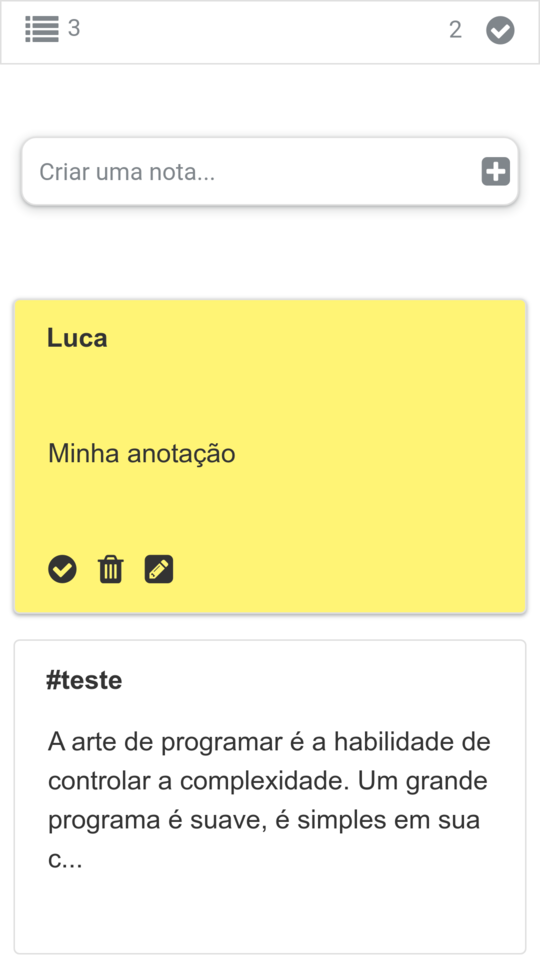 3
2
Criar uma nota...
Luca
Minha anotação
#teste
A arte de programar é a habilidade de
controlar a complexidade. Um grande
programa é suave, é simples em sua
c...